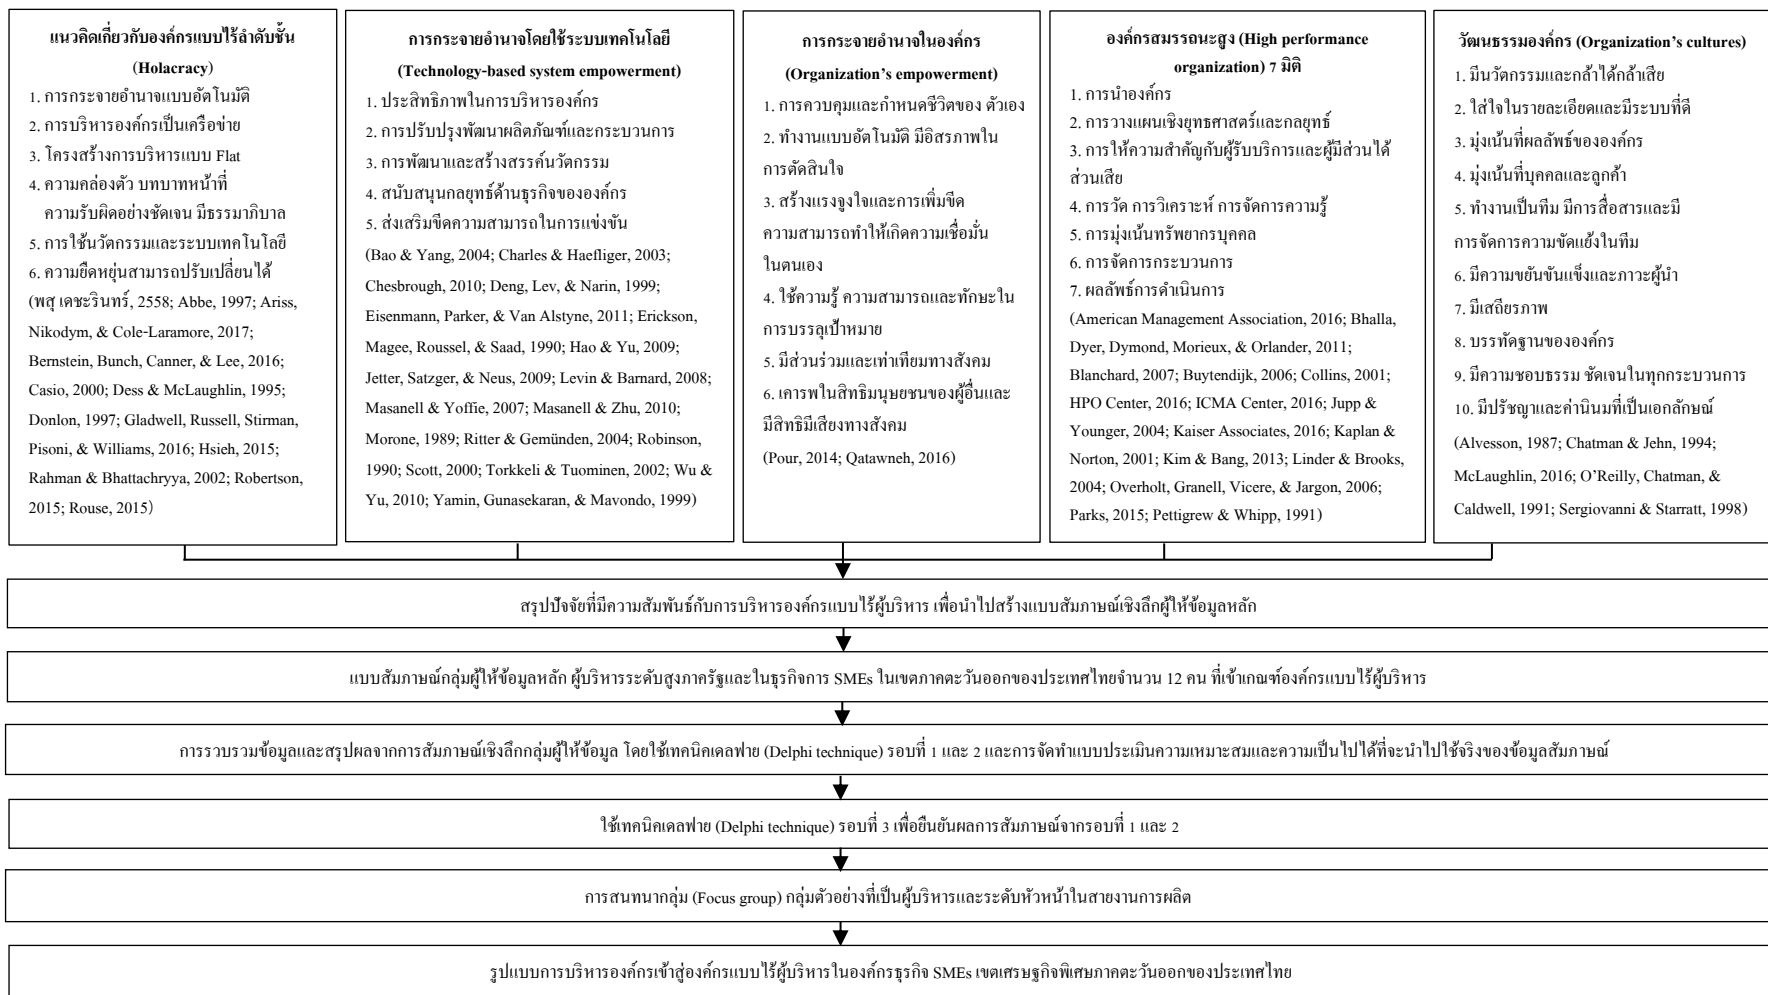 แนวคิดเกี่ยวกับองค์กรแบบไร้ลำดับชั้น
(Holacracy)
1. การกระจายอำนาจแบบอัตโนมัติ
2. การบริหารองค์กรเป็นเครือข่าย
3. โครงสร้างการบริหารแบบ Flat
4. ความคล่องตัว บทบาทหน้าที่
ความรับผิดอย่างชัดเจน มีธรรมาภิบาล
5. การใช้นวัตกรรมและระบบเทคโนโลยี
6. ความยืดหยุ่นสามารถปรับเปลี่ยนได้
(พสุ เดชะรินทร์, 2558; Abbe, 1997; Ariss,
Nikodym, & Cole-Laramore, 2017;
Bernstein, Bunch, Canner, & Lee, 2016;
Casio, 2000; Dess & McLaughlin, 1995;
Donlon, 1997; Gladwell, Russell, Stirman,
Pisoni, & Williams, 2016; Hsieh, 2015;
Rahman & Bhattachryya, 2002; Robertson,
2015; Rouse, 2015)
การกระจายอำนาจโดยใช้ระบบเทคโนโลยี
(Technology-based system empowerment)
1. ประสิทธิภาพในการบริหารองค์กร
2. การปรับปรุงพัฒนาผลิตภัณฑ์และกระบวนการ
3. การพัฒนาและสร้างสรรค์นวัตกรรม
4. สนับสนุนกลยุทธ์ด้านธุรกิจขององค์กร
5. ส่งเสริมขีดความสามารถในการแข่งขัน
(Bao & Yang, 2004; Charles & Haefliger, 2003;
Chesbrough, 2010; Deng, Lev, & Narin, 1999;
Eisenmann, Parker, & Van Alstyne, 2011; Erickson,
Magee, Roussel, & Saad, 1990; Hao & Yu, 2009;
Jetter, Satzger, & Neus, 2009; Levin & Barnard, 2008;
Masanell & Yoffie, 2007; Masanell & Zhu, 2010;
Morone, 1989; Ritter & Gemünden, 2004; Robinson,
1990; Scott, 2000; Torkkeli & Tuominen, 2002; Wu &
Yu, 2010; Yamin, Gunasekaran, & Mavondo, 1999)
การกระจายอำนาจในองค์กร
(Organization's empowerment)
1. การควบคุมและกำหนดชีวิตของ ตัวเอง
2. ทำงานแบบอัตโนมัติ มีอิสรภาพใน
การตัดสินใจ
3. สร้างแรงจูงใจและการเพิ่มขีด
ความสามารถทำให้เกิดความเชื่อมั่น
ในตนเอง
4. ใช้ความรู้ ความสามารถและทักษะใน
การบรรลุเป้าหมาย
5. มีส่วนร่วมและเท่าเทียมทางสังคม
6. เคารพในสิทธิมนุษยชนของผู้อื่นและ
มีสิทธิมีเสียงทางสังคม
(Pour, 2014; Qatawneh, 2016)
องค์กรสมรรถนะสูง (High performance
organization) 7 มิติ
1. การนำองค์กร
2. การวางแผนเชิงยุทธศาสตร์และกลยุทธ์
3. การให้ความสำคัญกับผู้รับบริการและผู้มีส่วนได้
ส่วนเสีย
4. การวัด การวิเคราะห์ การจัดการความรู้
5. การมุ่งเน้นทรัพยากรบุคคล
6. การจัดการกระบวนการ
7. ผลลัพธ์การดำเนินการ
(American Management Association, 2016; Bhalla,
Dyer, Dymond, Morieux, & Orlander, 2011;
Blanchard, 2007; Buytendijk, 2006; Collins, 2001;
HPO Center, 2016; ICMA Center, 2016; Jupp &
Younger, 2004; Kaiser Associates, 2016; Kaplan &
Norton, 2001; Kim & Bang, 2013; Linder & Brooks,
2004; Overholt, Granell, Vicere, & Jargon, 2006;
Parks, 2015; Pettigrew & Whipp, 1991)
วัฒนธรรมองค์กร (Organization's cultures)
1. มีนวัตกรรมและกล้าได้กล้าเสีย
2. ใส่ใจในรายละเอียดและมีระบบที่ดี
3. มุ่งเน้นที่ผลลัพธ์ขององค์กร
4. มุ่งเน้นที่บุคคลและลูกค้า
5. ทำงานเป็นทีม มีการสื่อสารและมี
การจัดการความขัดแย้งในทีม
6. มีความขยันขันแข็งและภาวะผู้นำ
7. มีเสถียรภาพ
8. บรรทัดฐานขององค์กร
9. มีความชอบธรรม ชัดเจนในทุกกระบวนการ
10. มีปรัชญาและค่านินมที่เป็นเอกลักษณ์
(Alvesson, 1987; Chatman & Jehn, 1994;
McLaughlin, 2016; O'Reilly, Chatman, &
Caldwell, 1991; Sergiovanni & Starratt, 1998)
สรุปปัจจัยที่มีความสัมพันธ์กับการบริหารองค์กรแบบไร้ผู้บริหาร เพื่อนำไปสร้างแบบสัมภาษณ์เชิงลึกผู้ให้ข้อมูลหลัก
แบบสัมภาษณ์กลุ่มผู้ให้ข้อมูลหลัก ผู้บริหารระดับสูงภาครัฐและในธุรกิจการ SMEs ในเขตภาคตะวันออกของประเทศไทยจำนวน 12 คน ที่เข้าเกณฑ์องค์กรแบบไร้ผู้บริหาร
การรวบรวมข้อมูลและสรุปผลจากการสัมภาษณ์เชิงลึกกลุ่มผู้ให้ข้อมูล โดยใช้เทคนิคเดลฟาย (Delphi technique) รอบที่ 1 และ 2 และการจัดทำแบบประเมินความเหมาะสมและความเป็นไปได้ที่จะนำไปใช้จริงของข้อมูลสัมภาษณ์
ใช้เทคนิคเดลฟาย (Delphi technique) รอบที่ 3 เพื่อยืนยันผลการสัมภาษณ์จากรอบที่ 1 และ 2
การสนทนากลุ่ม (Focus group) กลุ่มตัวอย่างที่เป็นผู้บริหารและระดับหัวหน้าในสายงานการผลิต
รูปแบบการบริหารองค์กรเข้าสู่องค์กรแบบไร้ผู้บริหารในองค์กรธุรกิจ SMEs เขตเศรษฐกิจพิเศษภาคตะวันออกของประเทศไทย